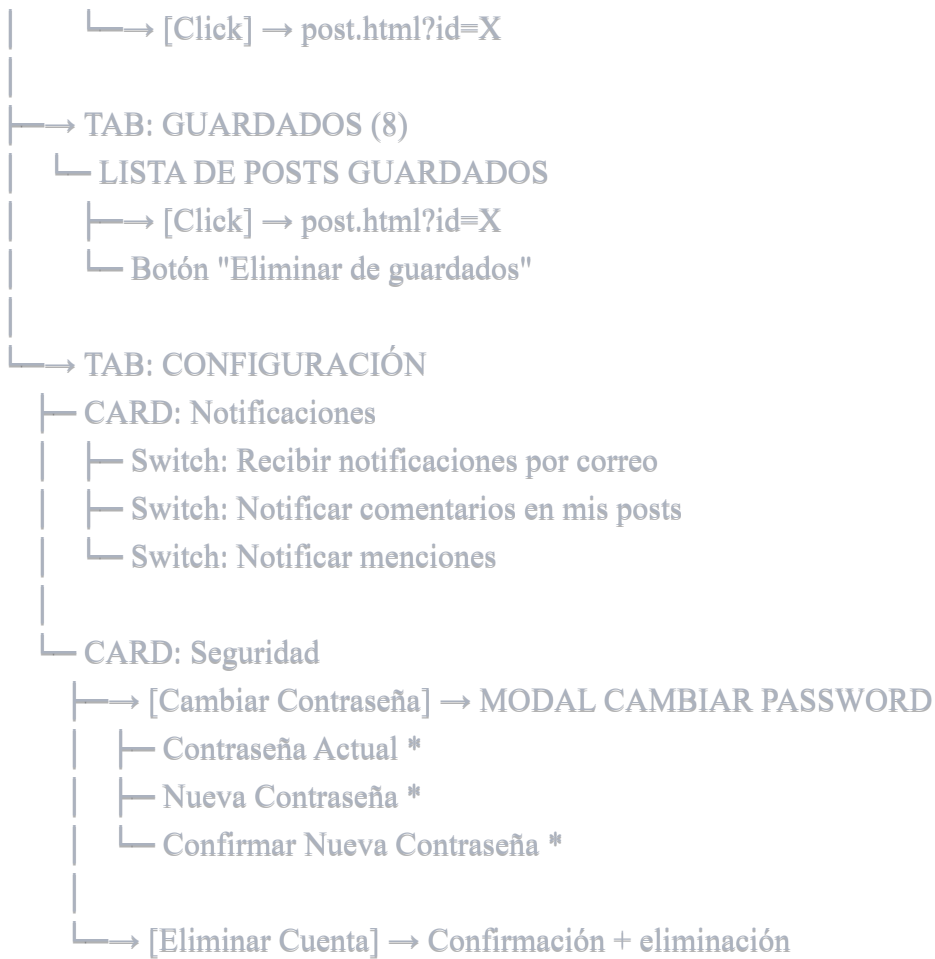 │ └──→ [Click] → post.html?id=X
│
├──→ TAB: GUARDADOS (8)
│ └── LISTA DE POSTS GUARDADOS
│ ├──→ [Click] → post.html?id=X
│ └── Botón "Eliminar de guardados"
│
└──→ TAB: CONFIGURACIÓN
├── CARD: Notificaciones
│ ├── Switch: Recibir notificaciones por correo
│ ├── Switch: Notificar comentarios en mis posts
│ └── Switch: Notificar menciones
│
└── CARD: Seguridad
├──→ [Cambiar Contraseña] → MODAL CAMBIAR PASSWORD
│ ├── Contraseña Actual *
│ ├── Nueva Contraseña *
│ └── Confirmar Nueva Contraseña *
│
└──→ [Eliminar Cuenta] → Confirmación + eliminación